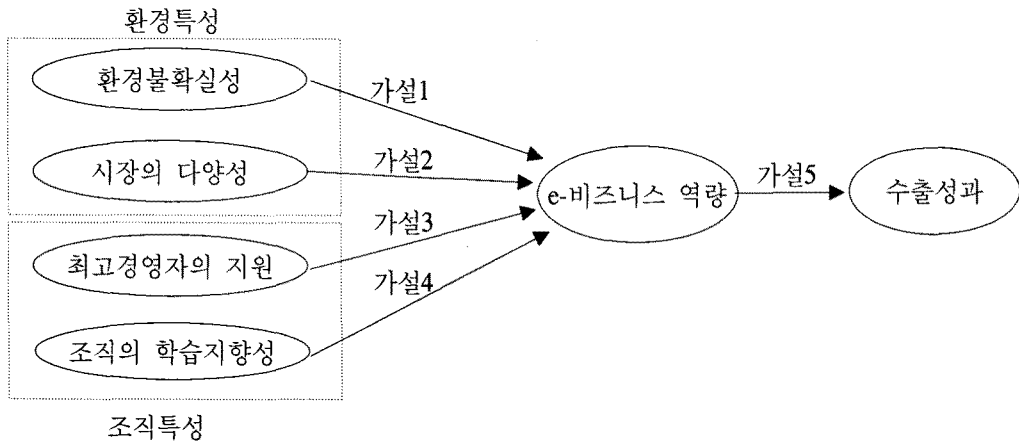 환경특성
환경불확실성
가설1
시장의 다양성
가설2
e-비즈니스 역량
가설5
수출성과
최고경영자의 지원
가설3
조직의 학습지향성
가설4
조직특성